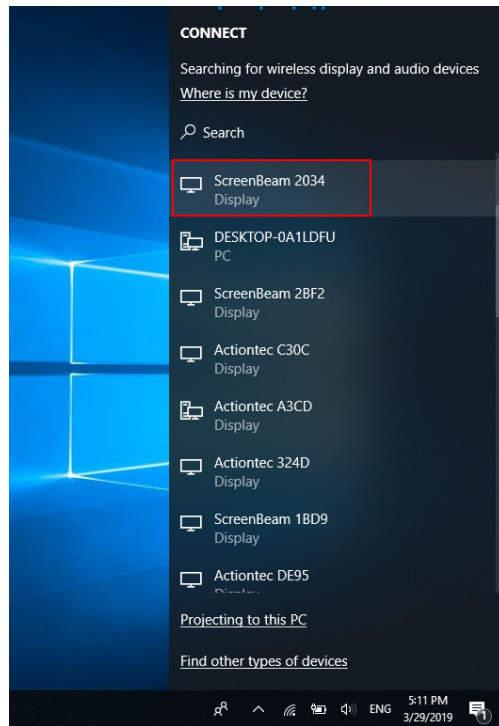 CONNECT
Searching for wireless display and audio devices
Where is my device?
Search
ScreenBeam 2034
Display
DESKTOP-0A1LDFU
PC
ScreenBeam 2BF2
Display
Actiontec C30C
Display
Actiontec A3CD
Display
Actiontec 324D
Display
ScreenBeam 1BD9
Display
Actiontec DE95
Projecting to this PC
Find other types of devices
ENG
5:11 PM
3/29/2019
1